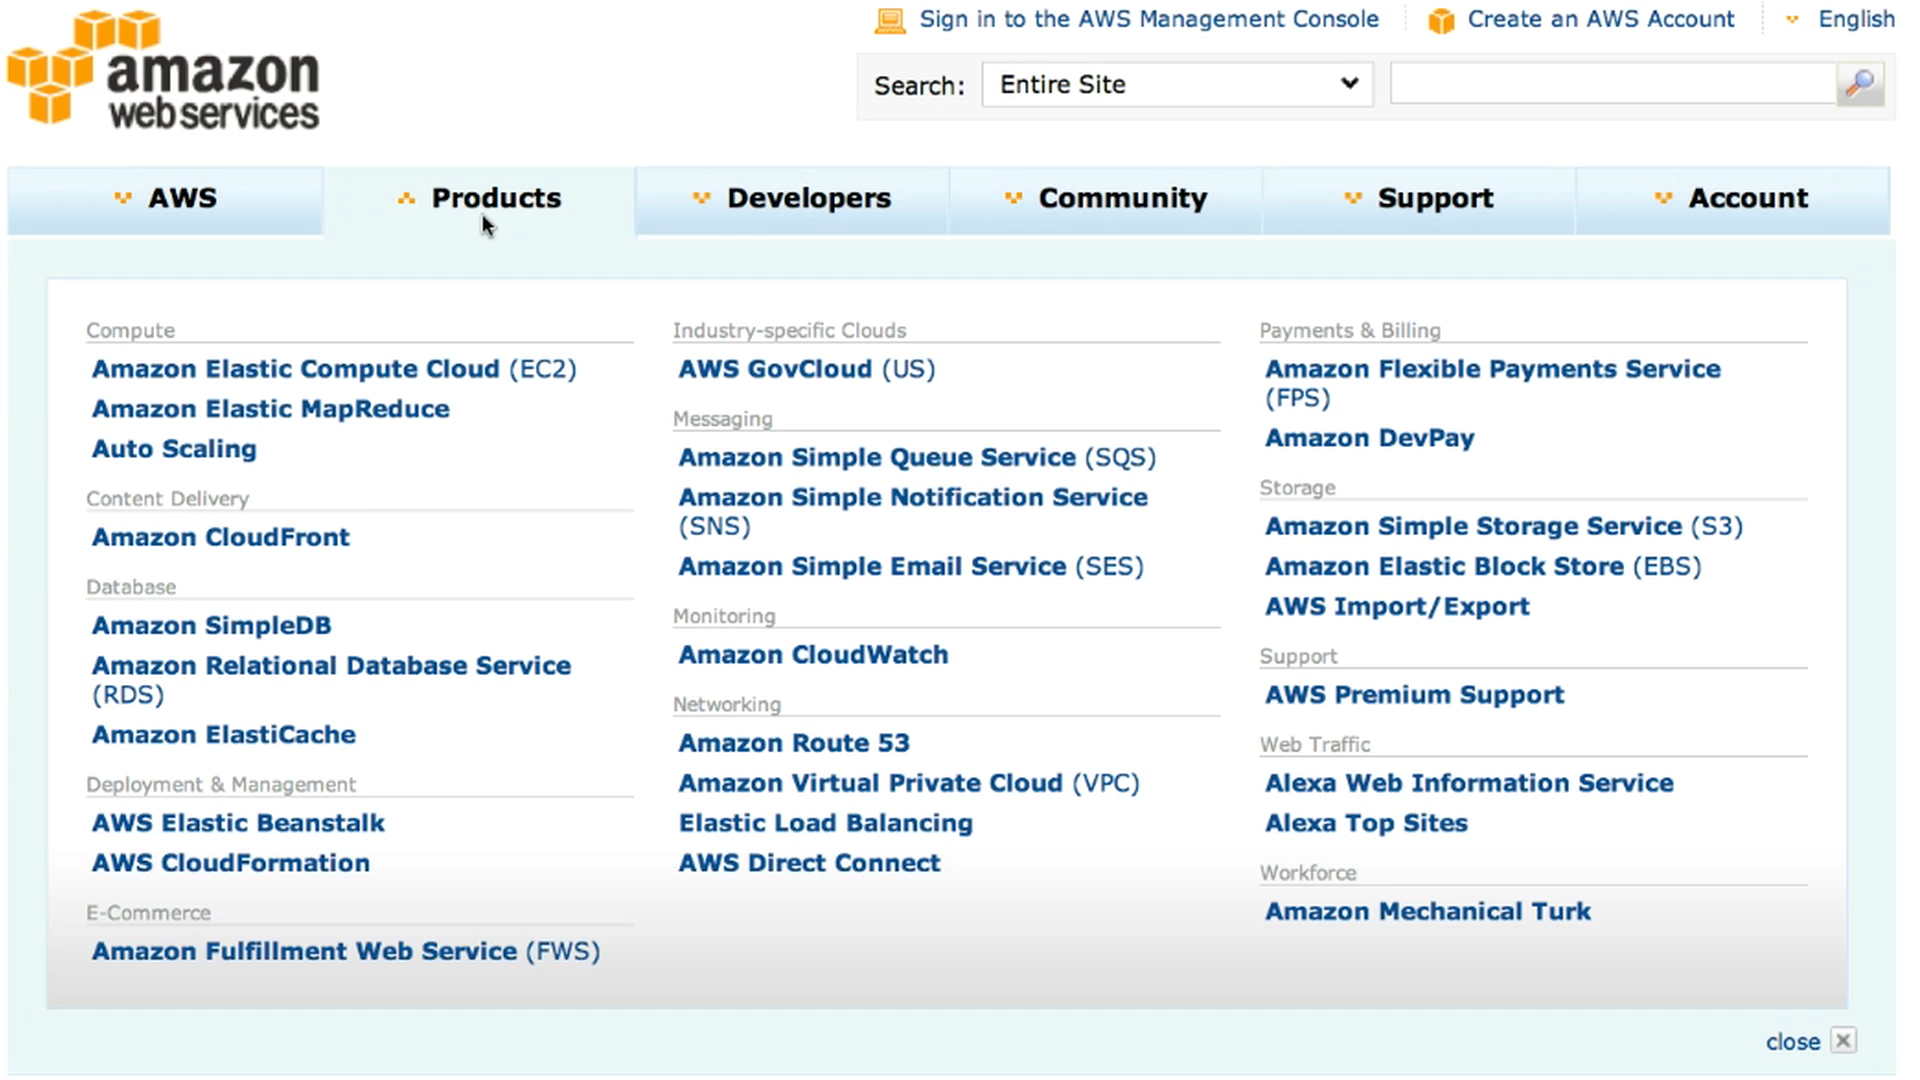 amazon
webservices
Sign in to the AWS Management Console
Create an AWS Account
English
Search:
Entire Site
AWS
Products
Developers
Community
Support
Account
Compute
Amazon Elastic Compute Cloud (EC2)
Amazon Elastic MapReduce
Auto Scaling
Content Delivery
Amazon CloudFront
Database
Amazon SimpleDB
Amazon Relational Database Service
(RDS)
Amazon ElastiCache
Deployment & Management
AWS Elastic Beanstalk
AWS CloudFormation
E-Commerce
Amazon Fulfillment Web Service (FWS)
Industry-specific Clouds
AWS GovCloud (US)
Messaging
Amazon Simple Queue Service (SQS)
Amazon Simple Notification Service
(SNS)
Amazon Simple Email Service (SES)
Monitoring
Amazon CloudWatch
Networking
Amazon Route 53
Amazon Virtual Private Cloud (VPC)
Elastic Load Balancing
AWS Direct Connect
Payments & Billing
Amazon Flexible Payments Service
(FPS)
Amazon DevPay
Storage
Amazon Simple Storage Service (S3)
Amazon Elastic Block Store (EBS)
AWS Import/Export
Support
AWS Premium Support
Web Traffic
Alexa Web Information Service
Alexa Top Sites
Workforce
Amazon Mechanical Turk
close